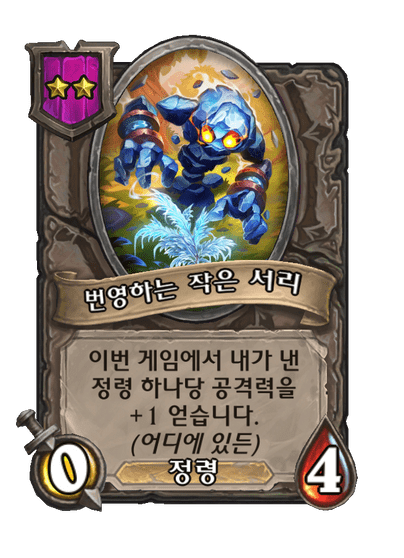 번영하는 작은 서리
이번 게임에서 내가 낸
정령 하나당 공격력을
+1 얻습니다.
(어디에 있든)
정령
0
4